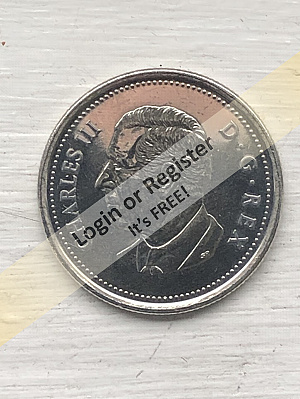 CHARLES III
D·G·REX
Login or Register
It's FREE!